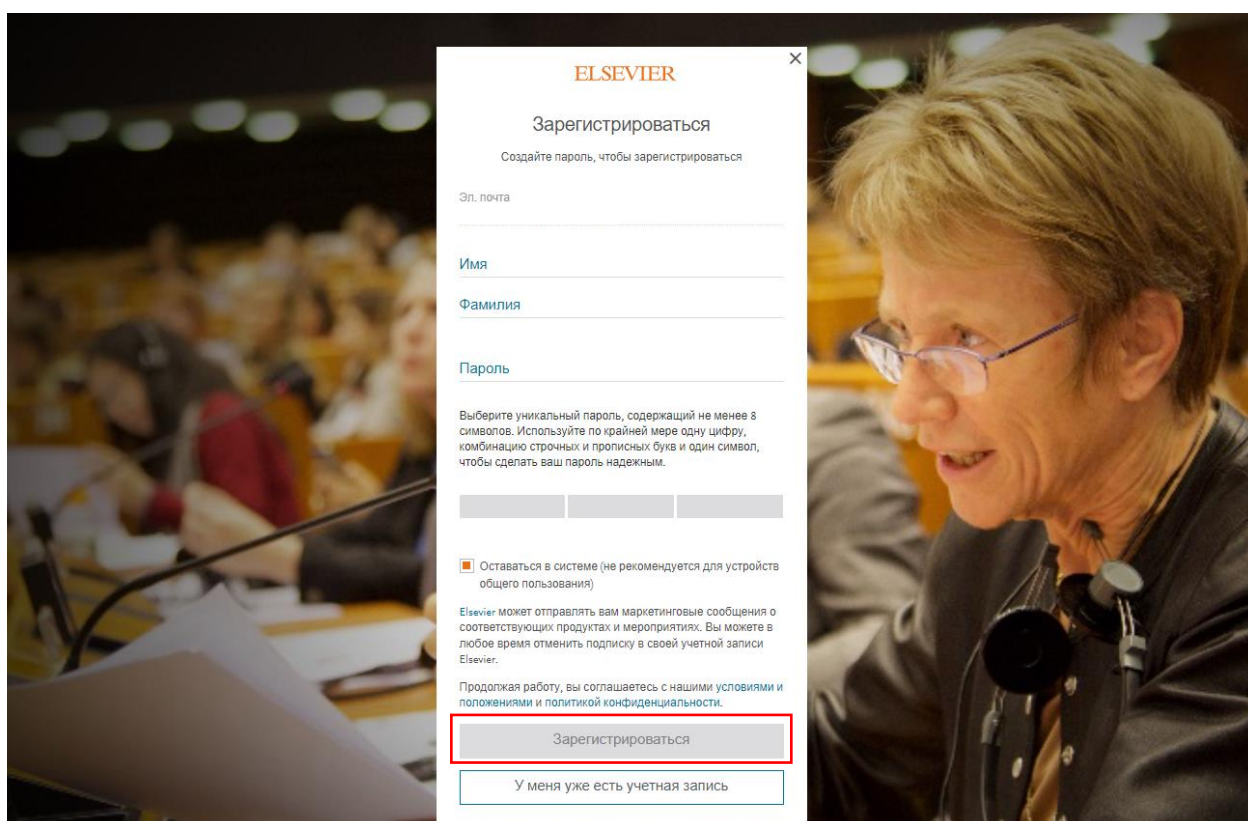 ELSEVIER
Зарегистрироваться
Создайте пароль, чтобы зарегистрироваться
Эл. почта
Имя
Фамилия
Пароль
Выберите уникальный пароль, содержащий не менее 8
символов. Используйте по крайней мере одну цифру,
комбинацию строчных и прописных букв и один символ,
чтобы сделать ваш пароль надежным.
Оставаться в системе (не рекомендуется для устройств
общего пользования)
Elsevier может отправлять вам маркетинговые сообщения о
соответствующих продуктах и мероприятиях. Вы можете в
любое время отменить подписку в своей учетной записи
Elsevier.
Продолжая работу, вы соглашаетесь с нашими условиями и
положениями и политикой конфиденциальности.
Зарегистрироваться
У меня уже есть учетная запись